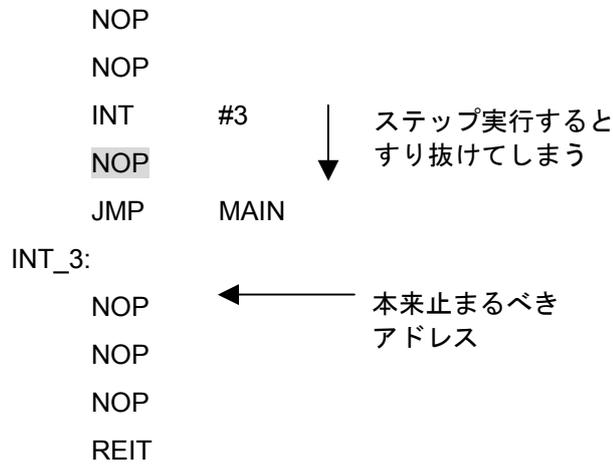 NOP
NOP
INT #3
ステップ実行すると
すり抜けてしまう
NOP
JMP MAIN
INT_3:
NOP
本来止まるべき
アドレス
NOP
NOP
REIT